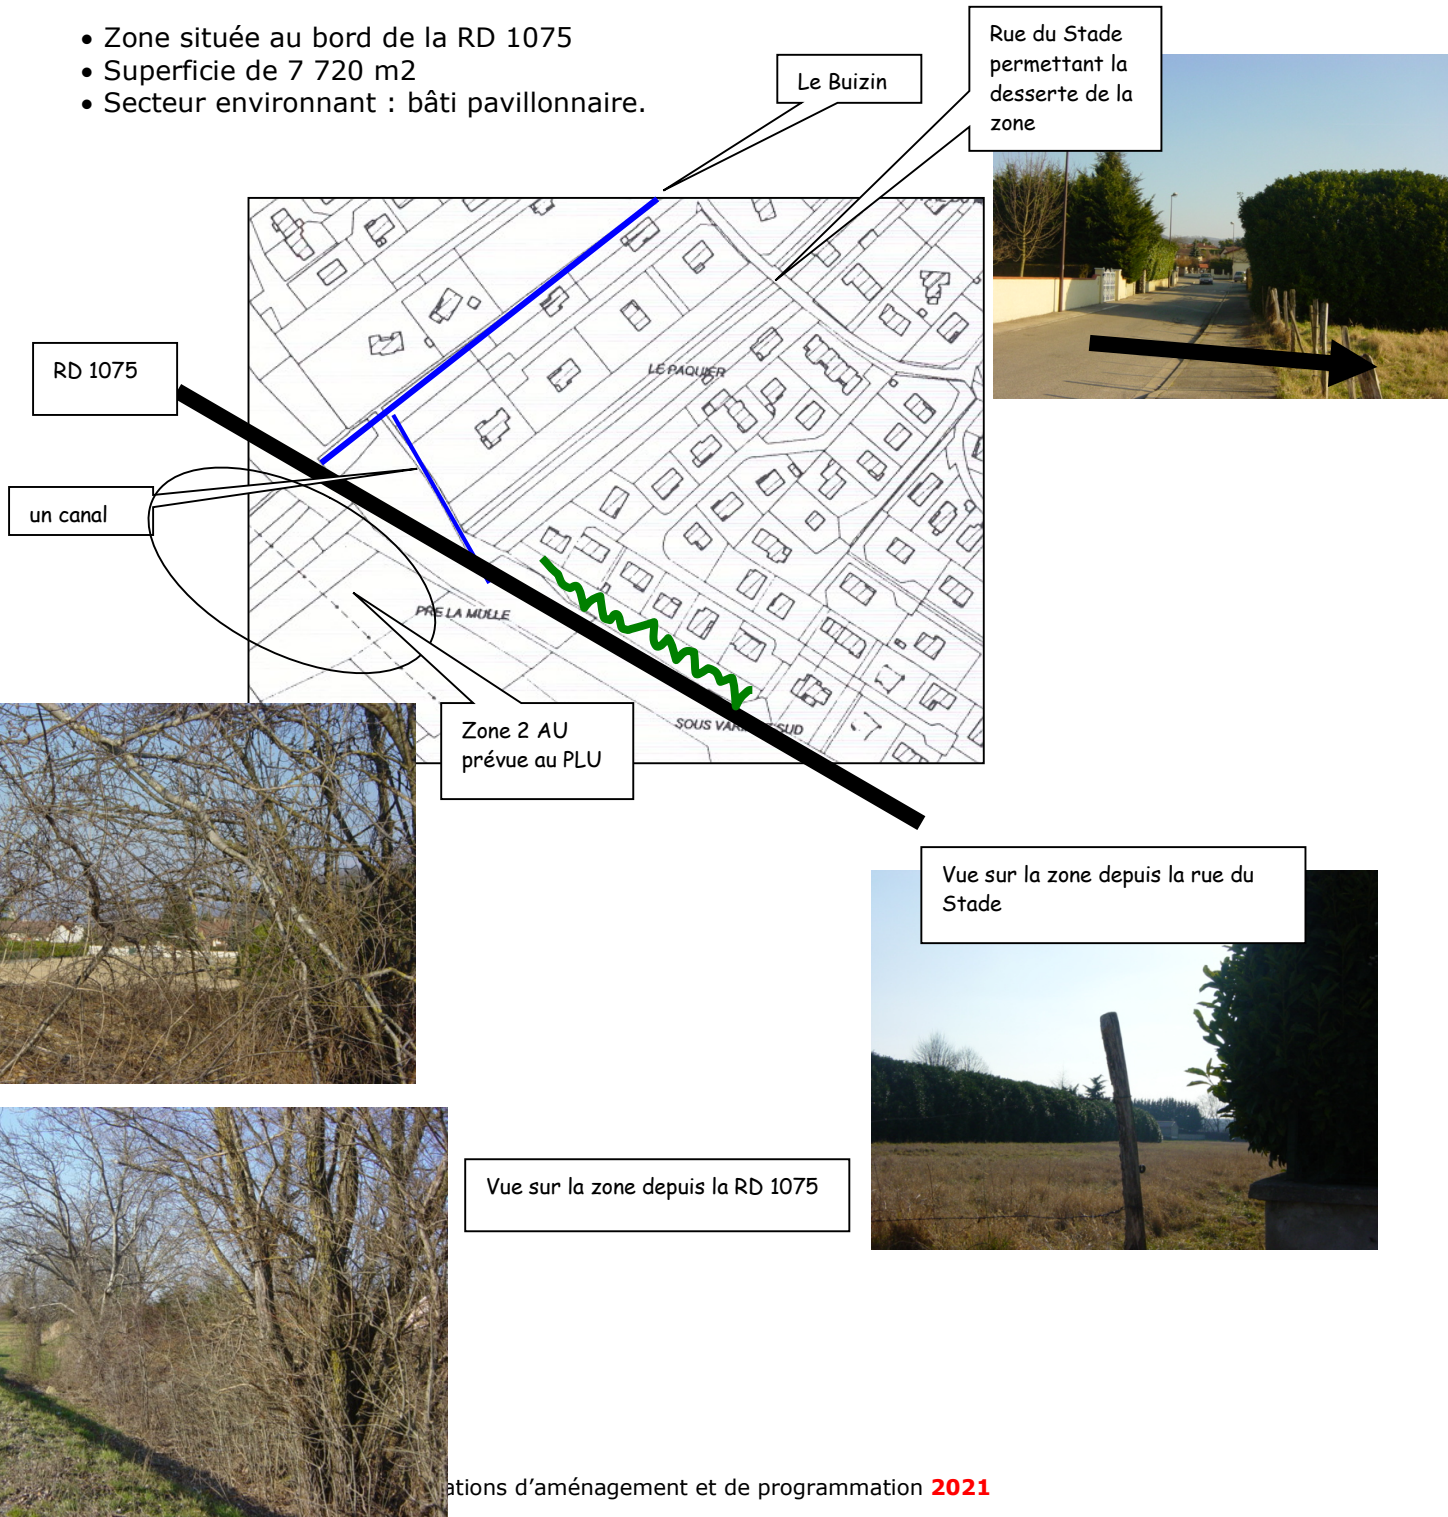 • Zone située au bord de la RD 1075
• Superficie de 7 720 m2
• Secteur environnant : bâti pavillonnaire.
Le Buizin
Rue du Stade
permettant la
desserte de la
zone
RD 1075
LE PAQUIER
un canal
PRE LA MULLE
SOUS
SUD
Zone 2 AU
prévue au PLU
Vue sur la zone depuis la rue du
Stade
Vue sur la zone depuis la RD 1075
ations d’aménagement et de programmation 2021